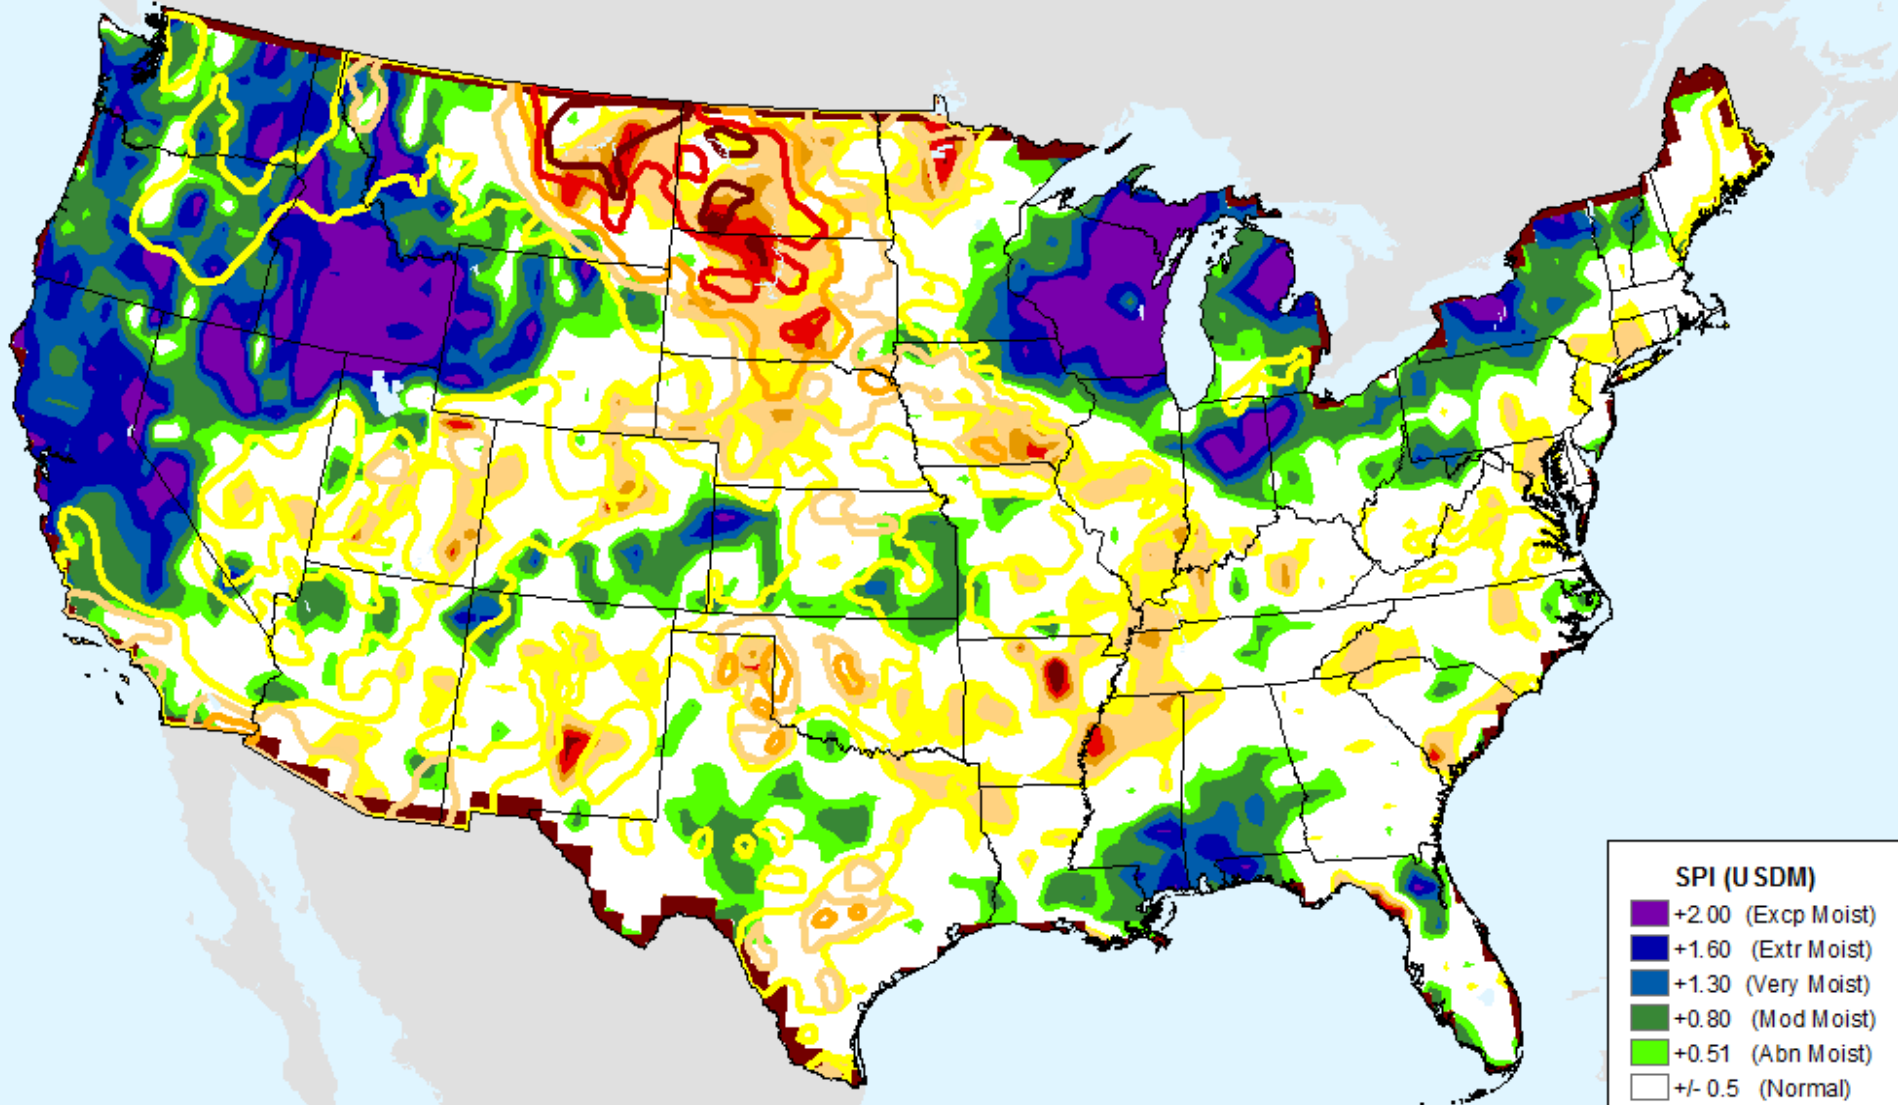 SPI (USDM)
+2.00 (Excp Moist)
+1.60 (Extr Moist)
+1.30 (Very Moist)
+0.80 (Mod Moist)
+0.51 (Abn Moist)
+/- 0.5 (Normal)